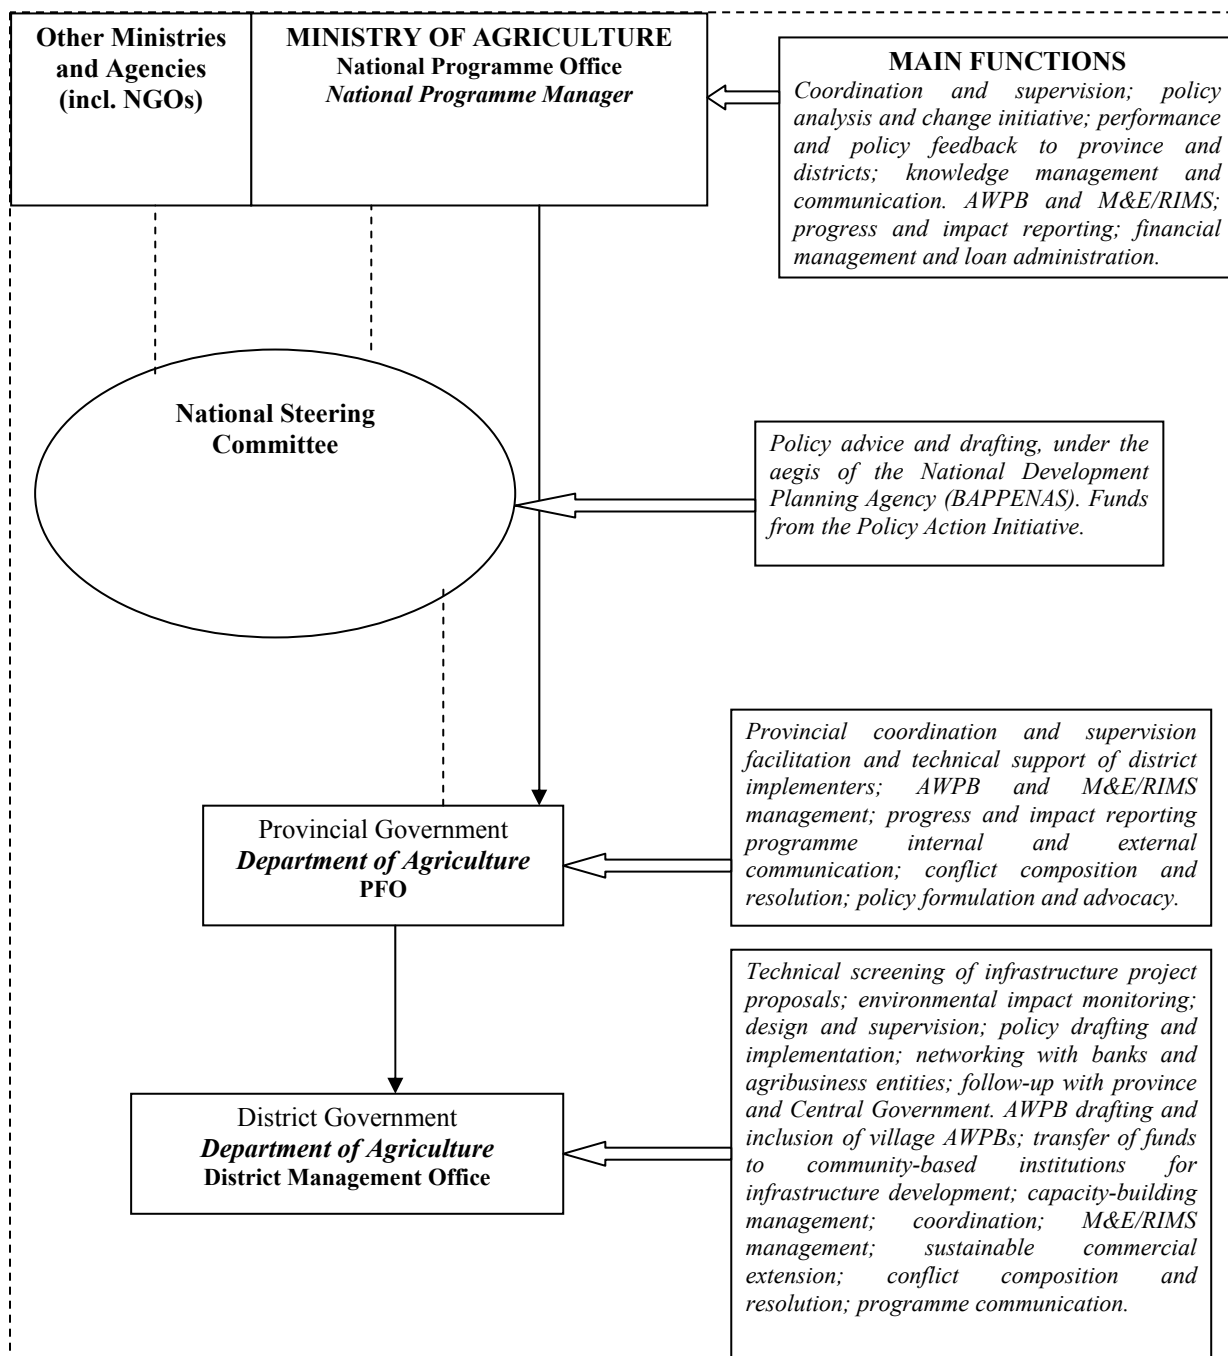 Other Ministries
and Agencies
(incl. NGOs)
MINISTRY OF AGRICULTURE
National Programme Office
National Programme Manager
MAIN FUNCTIONS
Coordination and supervision; policy
analysis and change initiative; performance
and policy feedback to province and
districts; knowledge management and
communication. AWPB and M&E/RIMS;
progress and impact reporting; financial
management and loan administration.
National Steering
Committee
Policy advice and drafting, under the
aegis of the National Development
Planning Agency (BAPPENAS). Funds
from the Policy Action Initiative.
Provincial Government
Department of Agriculture
PFO
Provincial coordination and supervision
facilitation and technical support of district
implementers; AWPB and M&E/RIMS
management; progress and impact reporting
programme internal and external
communication; conflict composition and
resolution; policy formulation and advocacy.
District Government
Department of Agriculture
District Management Office
Technical screening of infrastructure project
proposals; environmental impact monitoring;
design and supervision; policy drafting and
implementation; networking with banks and
agribusiness entities; follow-up with province
and Central Government. AWPB drafting and
inclusion of village AWPBs; transfer of funds
to community-based institutions for
infrastructure development; capacity-building
management; coordination; M&E/RIMS
management; sustainable commercial
extension; conflict composition and
resolution; programme communication.